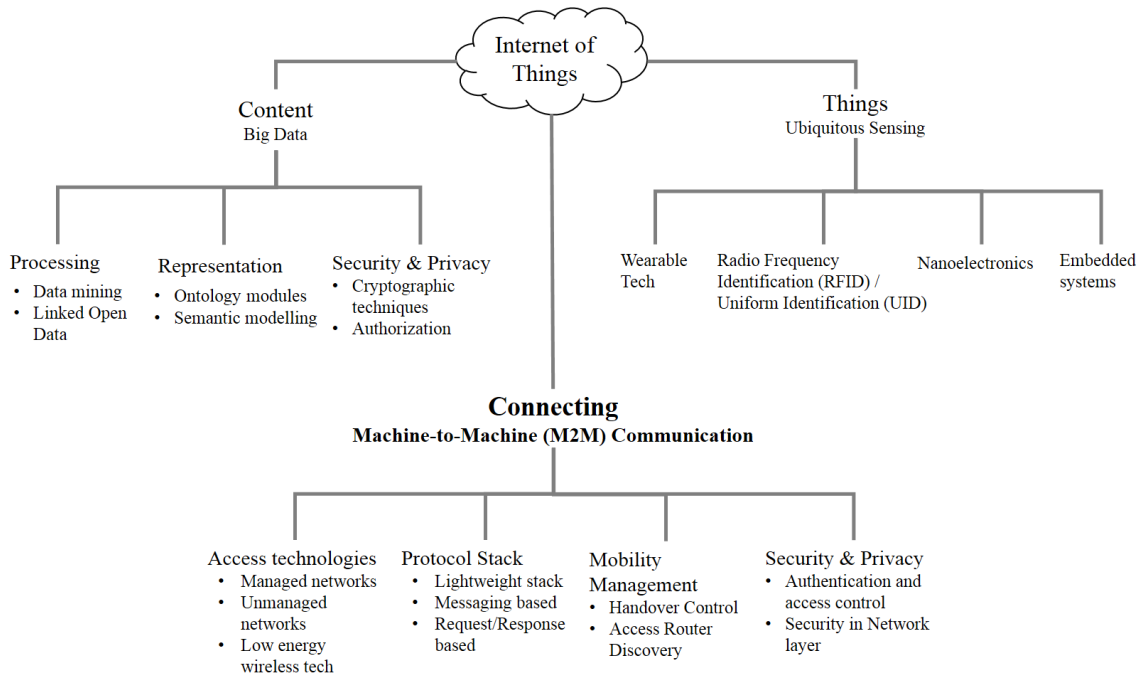 Internet of
Things
Content
Big Data
Things
Ubiquitous Sensing
Processing
• Data mining
• Linked Open
Data
Representation
• Ontology modules
• Semantic modelling
Security & Privacy
• Cryptographic
techniques
• Authorization
Wearable
Tech
Radio Frequency
Identification (RFID) /
Uniform Identification (UID)
Nanoelectronics
Embedded
systems
Connecting
Machine-to-Machine (M2M) Communication
Access technologies
• Managed networks
• Unmanaged
networks
• Low energy
wireless tech
Protocol Stack
• Lightweight stack
• Messaging based
• Request/Response
based
Mobility
Management
• Handover Control
• Access Router
Discovery
Security & Privacy
• Authentication and
access control
• Security in Network
layer